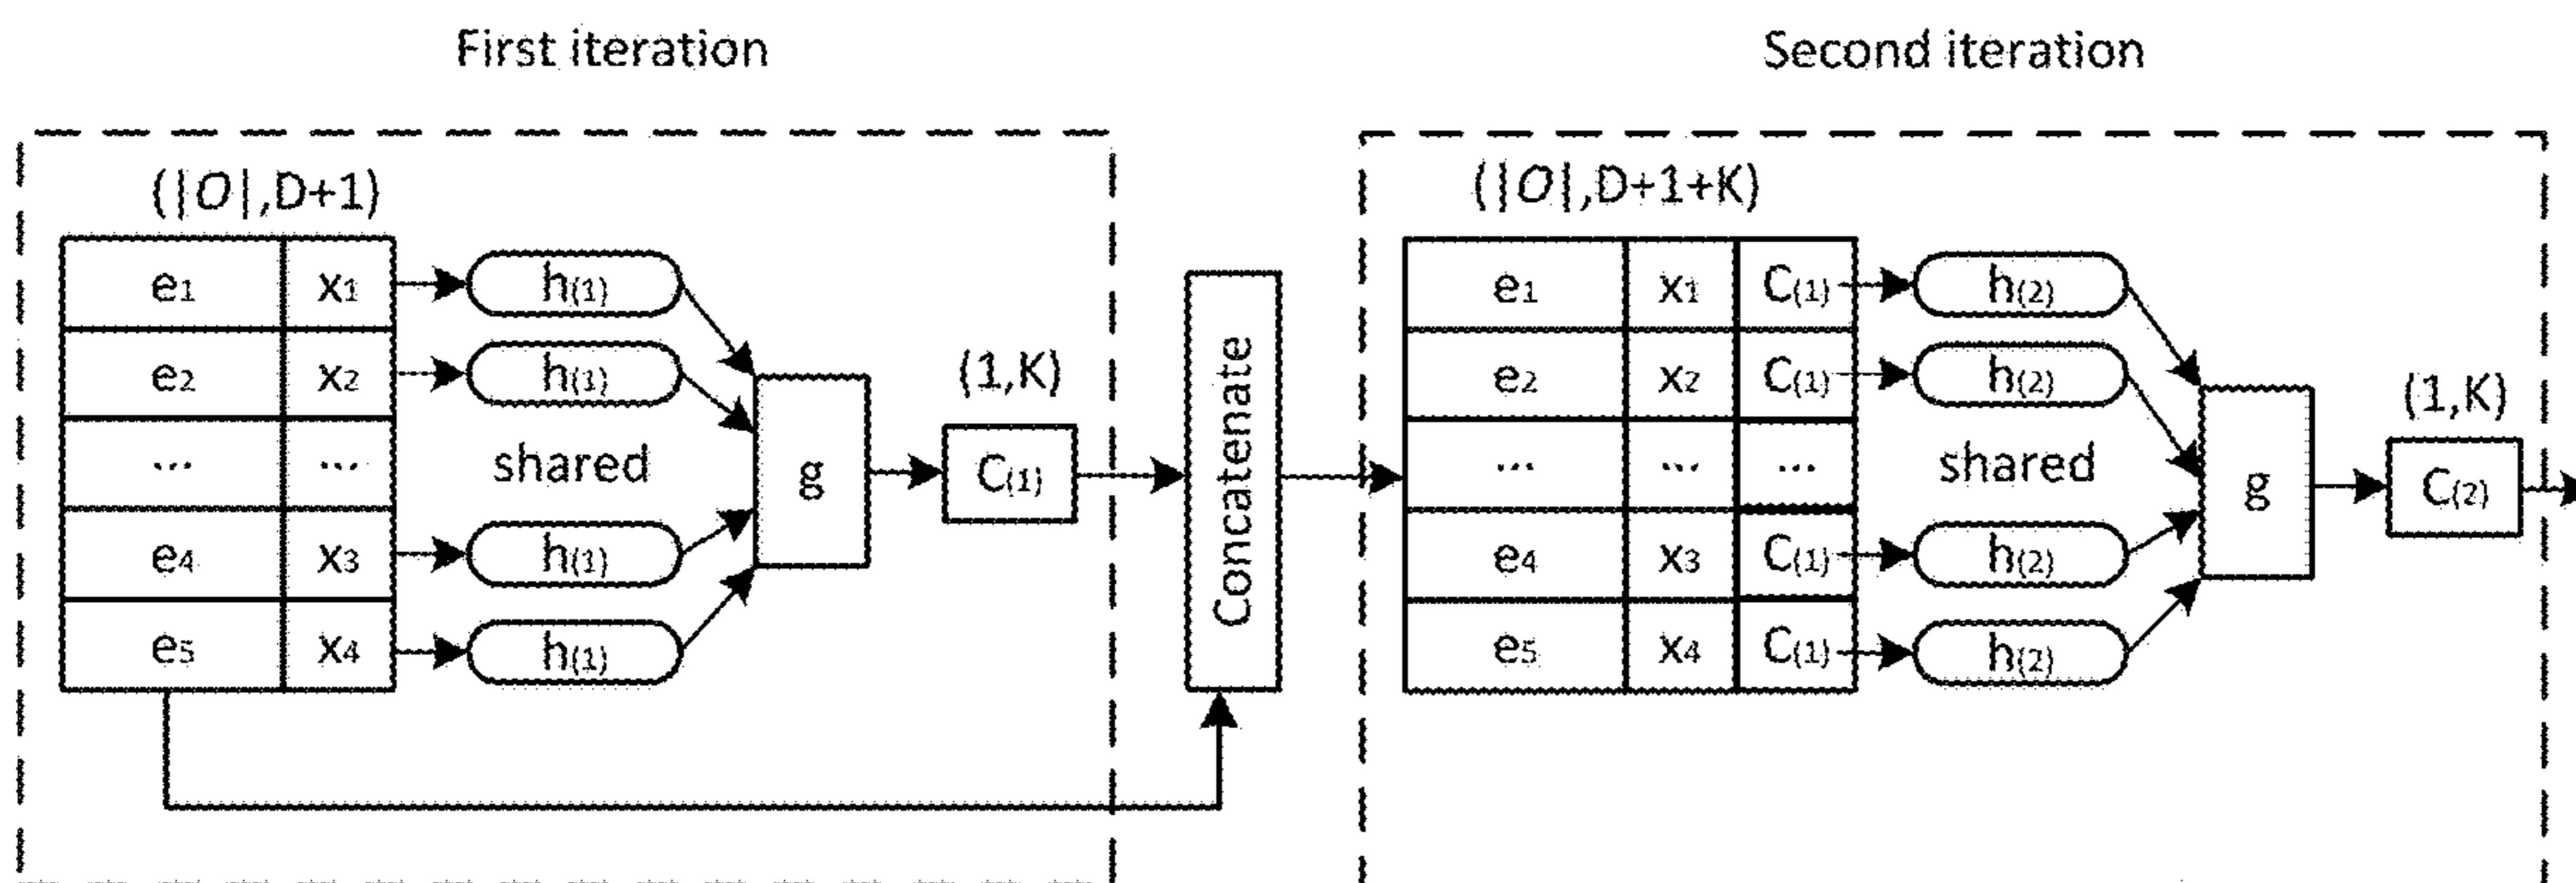 First iteration
Second iteration
(|O|,D+1)
e1 x1 h(1)
e2 x2 h(1)
... ... shared
e4 x3 h(1)
e5 x4 h(1)
g
(1,K)
C(1)
Concatenate
(|O|,D+1+K)
e1 x1 C(1) h(2)
e2 x2 C(1) h(2)
... ... ... shared
e4 x3 C(1) h(2)
e5 x4 C(1) h(2)
g
(1,K)
C(2)